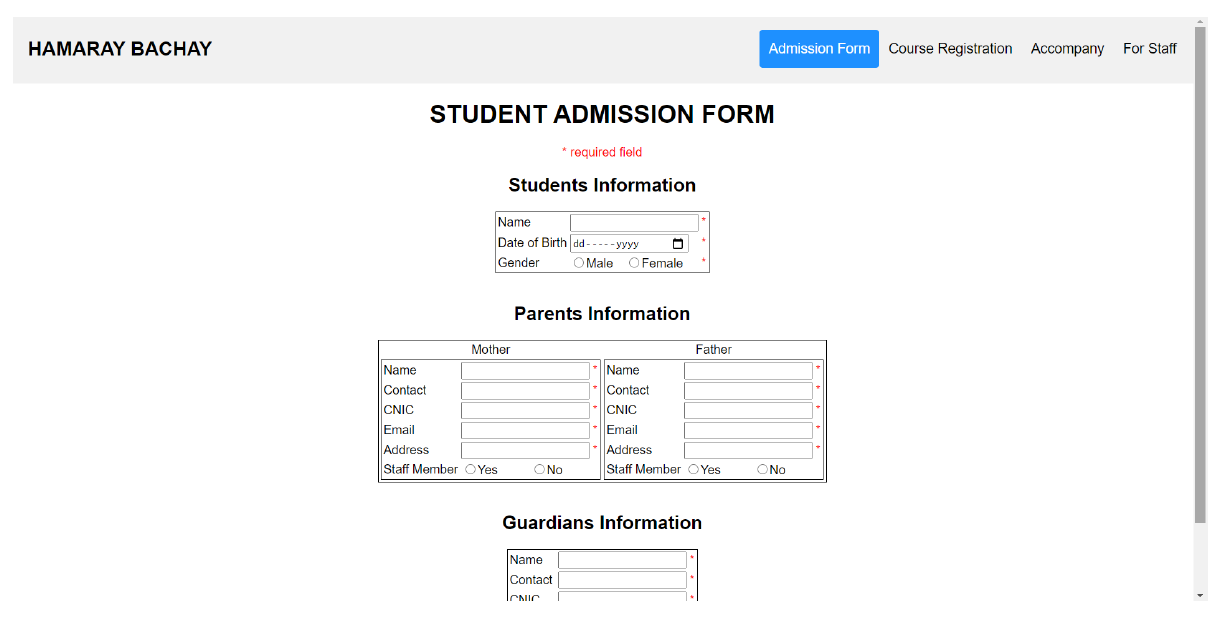 HAMARAY BACHAY Admission Form Course Registration Accompany For Staff
STUDENT ADMISSION FORM
* required field
Students Information
Name *
Date of Birth dd-----yyyy *
Gender Male Female *
Parents Information
Mother Father
Name * Name *
Contact * Contact *
CNIC * CNIC *
Email * Email *
Address * Address *
Staff Member Yes No Staff Member Yes No
Guardians Information
Name *
Contact *
CNIC *